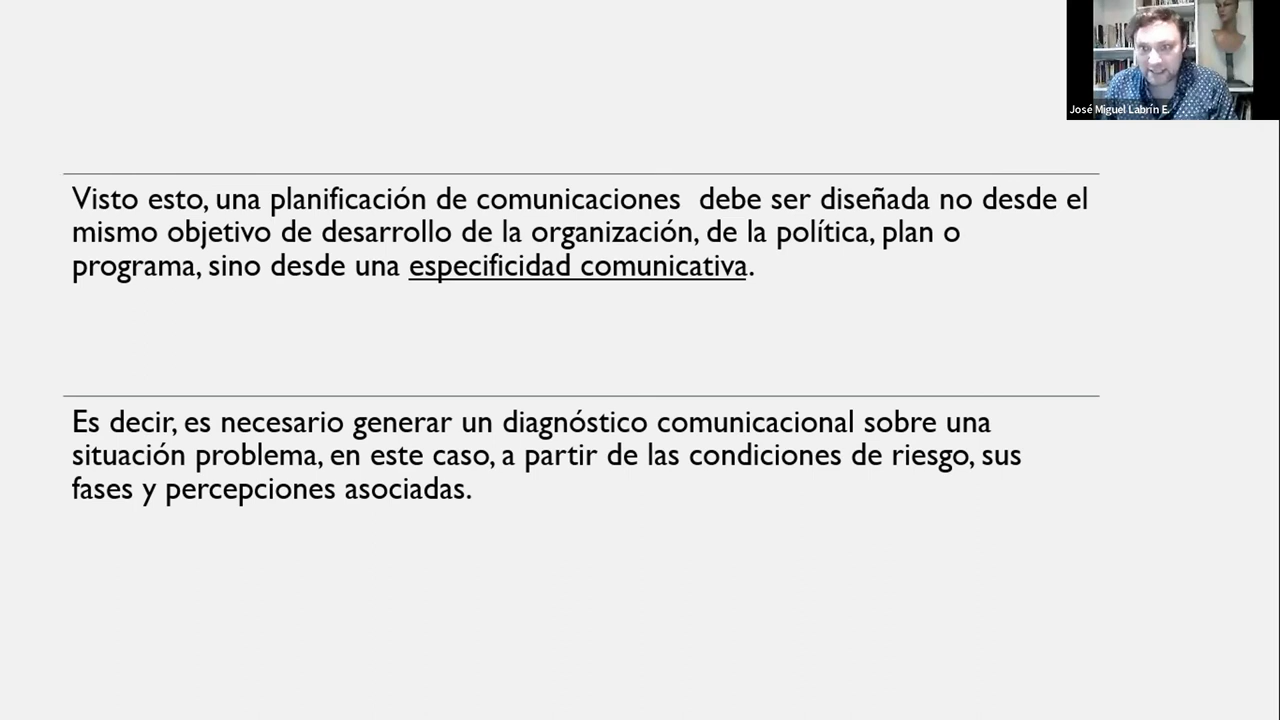 José Miguel Labrín E.
Visto esto, una planificación de comunicaciones  debe ser diseñada no desde el
mismo objetivo de desarrollo de la organización, de la política, plan o
programa, sino desde una especificidad comunicativa.
Es decir, es necesario generar un diagnóstico comunicacional sobre una
situación problema, en este caso, a partir de las condiciones de riesgo, sus
fases y percepciones asociadas.